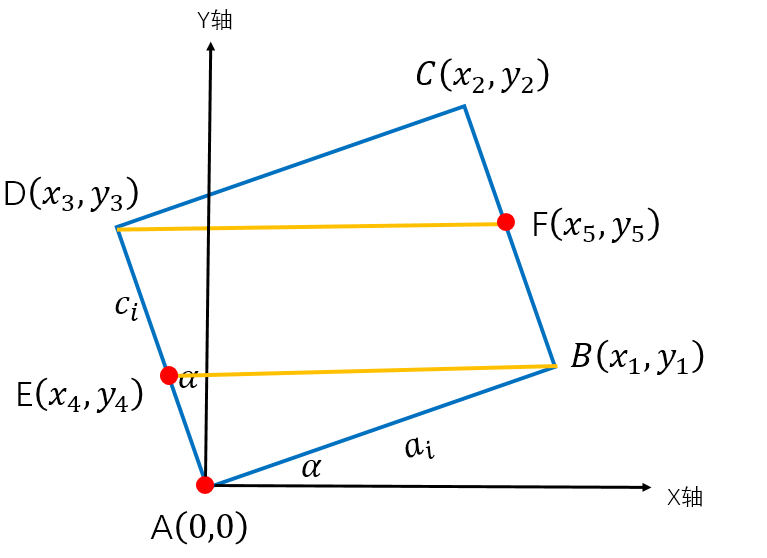 Y轴
C(x₂, y₂)
D(x₃, y₃)
F(x₅, y₅)
cᵢ
B(x₁, y₁)
α
E(x₄, y₄)
aᵢ
α
X轴
A(0,0)